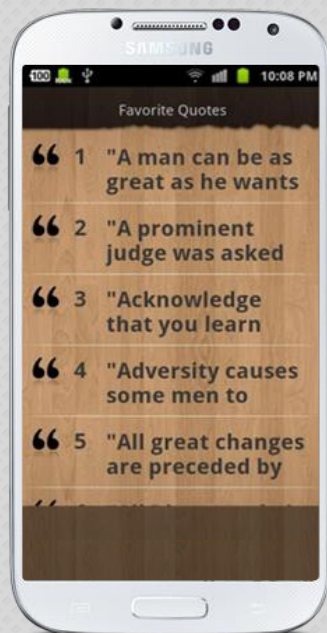 SAMSUNG
100
10:08 PM
Favorite Quotes
1 "A man can be as
great as he wants
2 "A prominent
judge was asked
3 "Acknowledge
that you learn
4 "Adversity causes
some men to
5 "All great changes
are preceded by